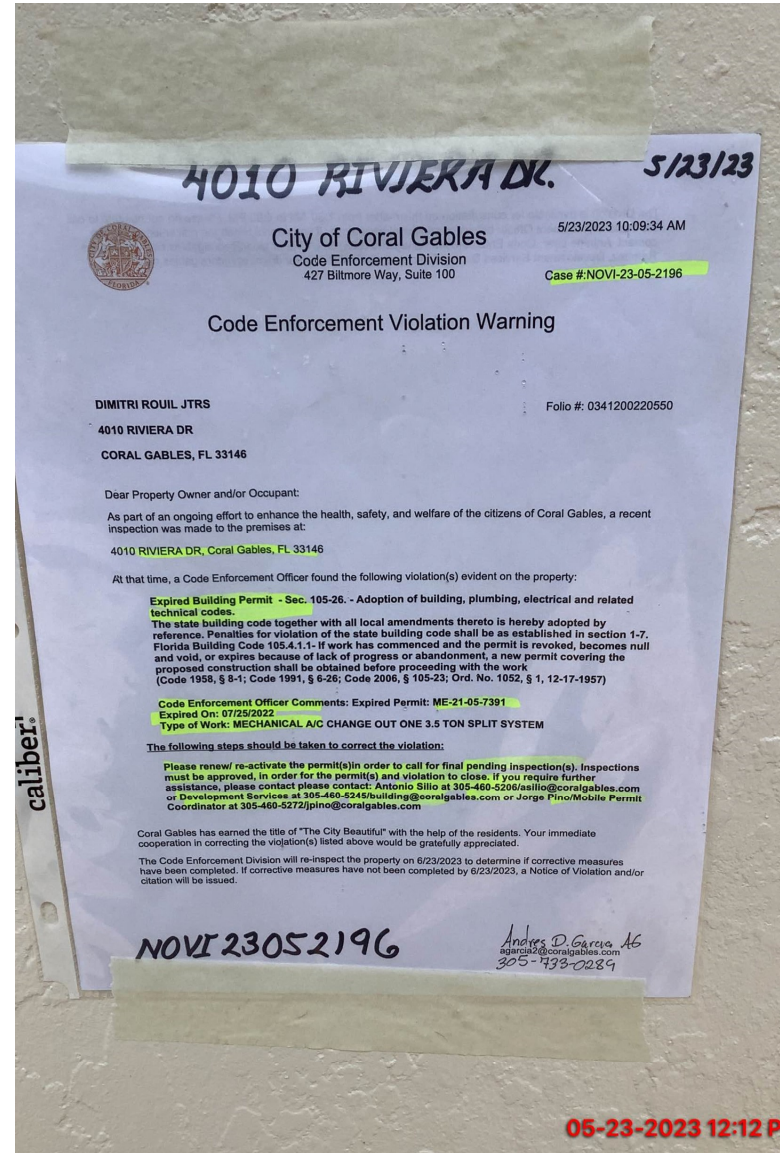 4010 RIVIERA DR.
5/23/23
CITY OF CORAL GABLES
FLORIDA
City of Coral Gables
Code Enforcement Division
427 Biltmore Way, Suite 100
5/23/2023 10:09:34 AM
Case #:NOVI-23-05-2196
Code Enforcement Violation Warning
DIMITRI ROUIL JTRS
4010 RIVIERA DR
CORAL GABLES, FL 33146
Folio #: 0341200220550
Dear Property Owner and/or Occupant:
As part of an ongoing effort to enhance the health, safety, and welfare of the citizens of Coral Gables, a recent
inspection was made to the premises at:
4010 RIVIERA DR, Coral Gables, FL 33146
At that time, a Code Enforcement Officer found the following violation(s) evident on the property:
Expired Building Permit - Sec. 105-26. - Adoption of building, plumbing, electrical and related
technical codes.
The state building code together with all local amendments thereto is hereby adopted by
reference. Penalties for violation of the state building code shall be as established in section 1-7.
Florida Building Code 105.4.1.1- If work has commenced and the permit is revoked, becomes null
and void, or expires because of lack of progress or abandonment, a new permit covering the
proposed construction shall be obtained before proceeding with the work
(Code 1958, § 8-1; Code 1991, § 6-26; Code 2006, § 105-23; Ord. No. 1052, § 1, 12-17-1957)
Code Enforcement Officer Comments: Expired Permit: ME-21-05-7391
Expired On: 07/25/2022
Type of Work: MECHANICAL A/C CHANGE OUT ONE 3.5 TON SPLIT SYSTEM
The following steps should be taken to correct the violation:
Please renew/ re-activate the permit(s)in order to call for final pending inspection(s). Inspections
must be approved, in order for the permit(s) and violation to close. If you require further
assistance, please contact please contact: Antonio Silio at 305-460-5206/asilio@coralgables.com
or Development Services at 305-460-5245/building@coralgables.com or Jorge Pino/Mobile Permit
Coordinator at 305-460-5272/jpino@coralgables.com
Coral Gables has earned the title of "The City Beautiful" with the help of the residents. Your immediate
cooperation in correcting the violation(s) listed above would be gratefully appreciated.
The Code Enforcement Division will re-inspect the property on 6/23/2023 to determine if corrective measures
have been completed. If corrective measures have not been completed by 6/23/2023, a Notice of Violation and/or
citation will be issued.
NOVI 23052196
Andres D. Garcia AG
agarcia2@coralgables.com
305-733-0289
caliber®
05-23-2023 12:12 P